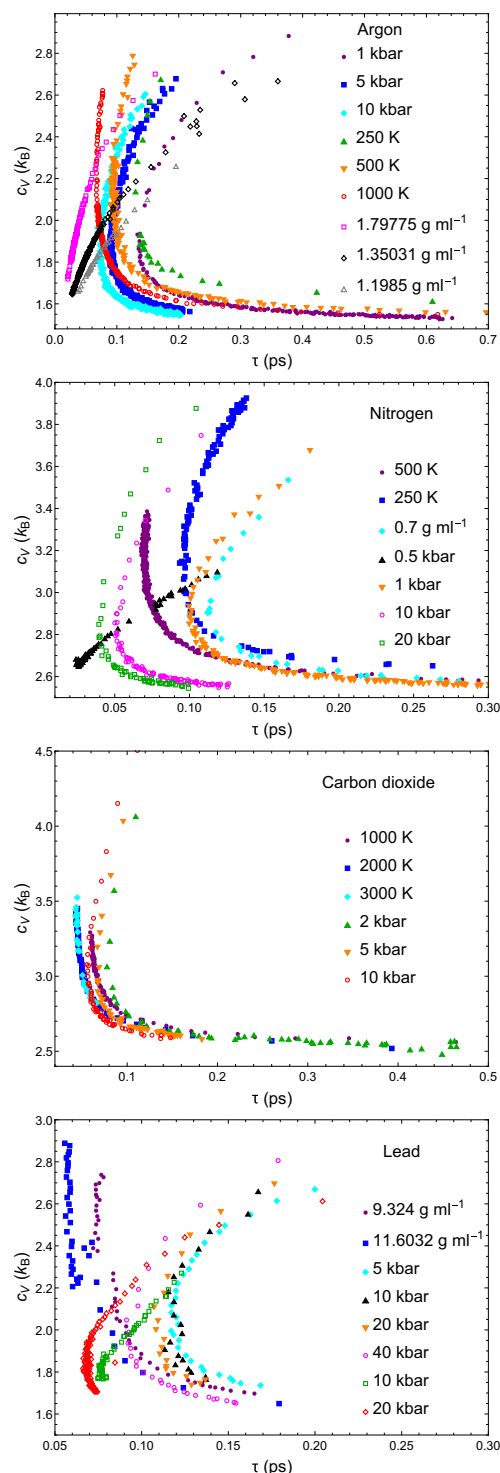 Argon
1 kbar
5 kbar
10 kbar
250 K
500 K
1000 K
1.79775 g ml⁻¹
1.35031 g ml⁻¹
1.1985 g ml⁻¹
c_V (k_B)
2.8
2.6
2.4
2.2
2.0
1.8
1.6
0.0 0.1 0.2 0.3 0.4 0.5 0.6 0.7
τ (ps)
Nitrogen
500 K
250 K
0.7 g ml⁻¹
0.5 kbar
1 kbar
10 kbar
20 kbar
c_V (k_B)
4.0
3.8
3.6
3.4
3.2
3.0
2.8
2.6
0.05 0.10 0.15 0.20 0.25 0.30
τ (ps)
Carbon dioxide
1000 K
2000 K
3000 K
2 kbar
5 kbar
10 kbar
c_V (k_B)
4.5
4.0
3.5
3.0
2.5
0.1 0.2 0.3 0.4 0.5
τ (ps)
Lead
9.324 g ml⁻¹
11.6032 g ml⁻¹
5 kbar
10 kbar
20 kbar
40 kbar
10 kbar
20 kbar
c_V (k_B)
3.0
2.8
2.6
2.4
2.2
2.0
1.8
1.6
1.4
0.05 0.10 0.15 0.20 0.25 0.30
τ (ps)